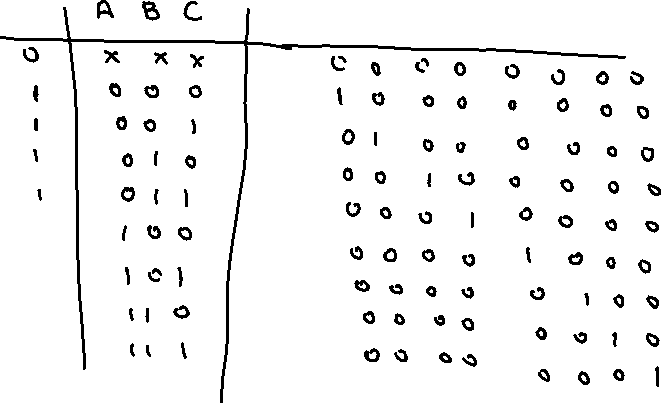 A B C
0 x x x 0 0 0 0 0 0 0 0
1 0 0 0 1 0 0 0 0 0 0 0
1 0 0 1 0 1 0 0 0 0 0 0
1 0 1 0 0 0 1 0 0 0 0 0
1 0 1 1 0 0 0 1 0 0 0 0
1 0 0 0 0 0 0 1 0 0 0
1 0 1 0 0 0 0 0 1 0 0
1 1 0 0 0 0 0 0 0 1 0
1 1 1 0 0 0 0 0 0 0 1